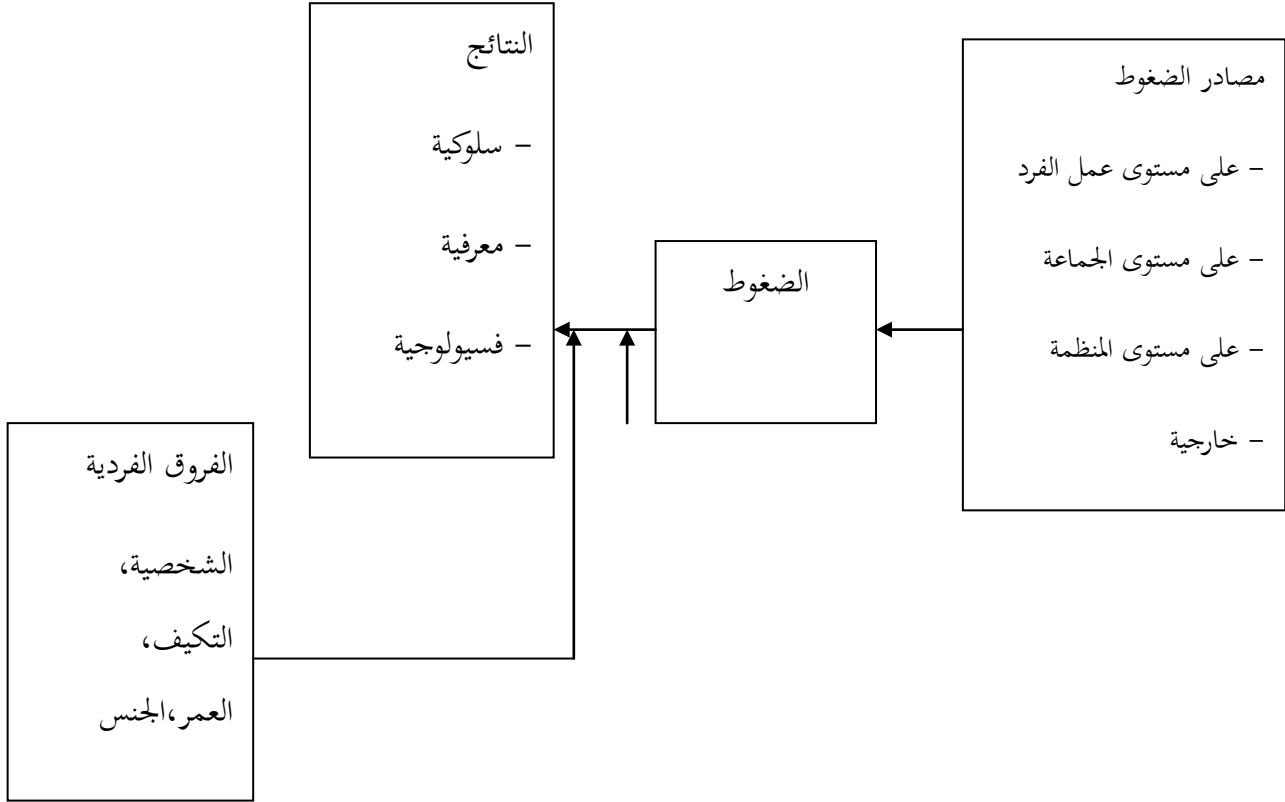 مصادر الضغوط
– على مستوى عمل الفرد
– على مستوى الجماعة
– على مستوى المنظمة
– خارجية
الضغوط
النتائج
– سلوكية
– معرفية
– فسيولوجية
الفروق الفردية
الشخصية،
التكيف،
العمر،الجنس